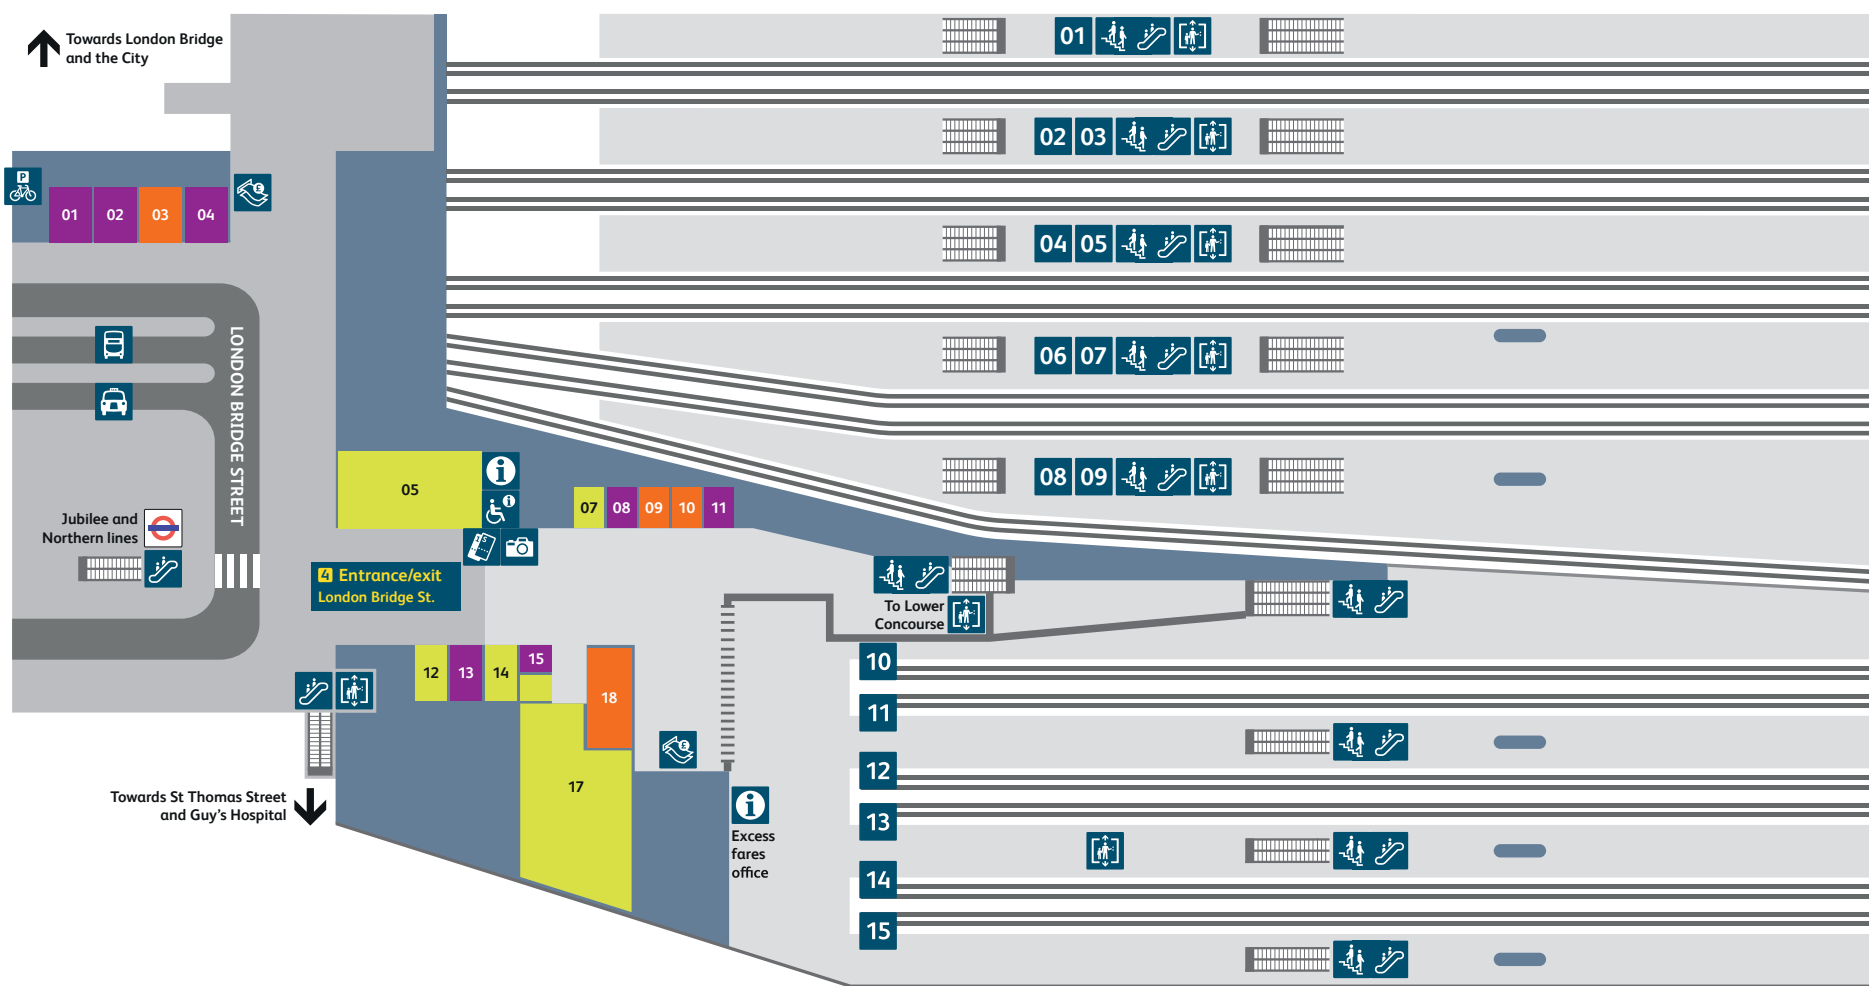 Towards London Bridge
and the City
01
02 03
04 05
06 07
08 09
P
£
01 02 03 04
LONDON BRIDGE STREET
05
i
i
07 08 09 10 11
Jubilee and
Northern lines
4 Entrance/exit
London Bridge St.
To Lower
Concourse
12 13 14 15
18
17
£
10
11
12
13
14
15
Towards St Thomas Street
and Guy's Hospital
i
Excess
fares
office